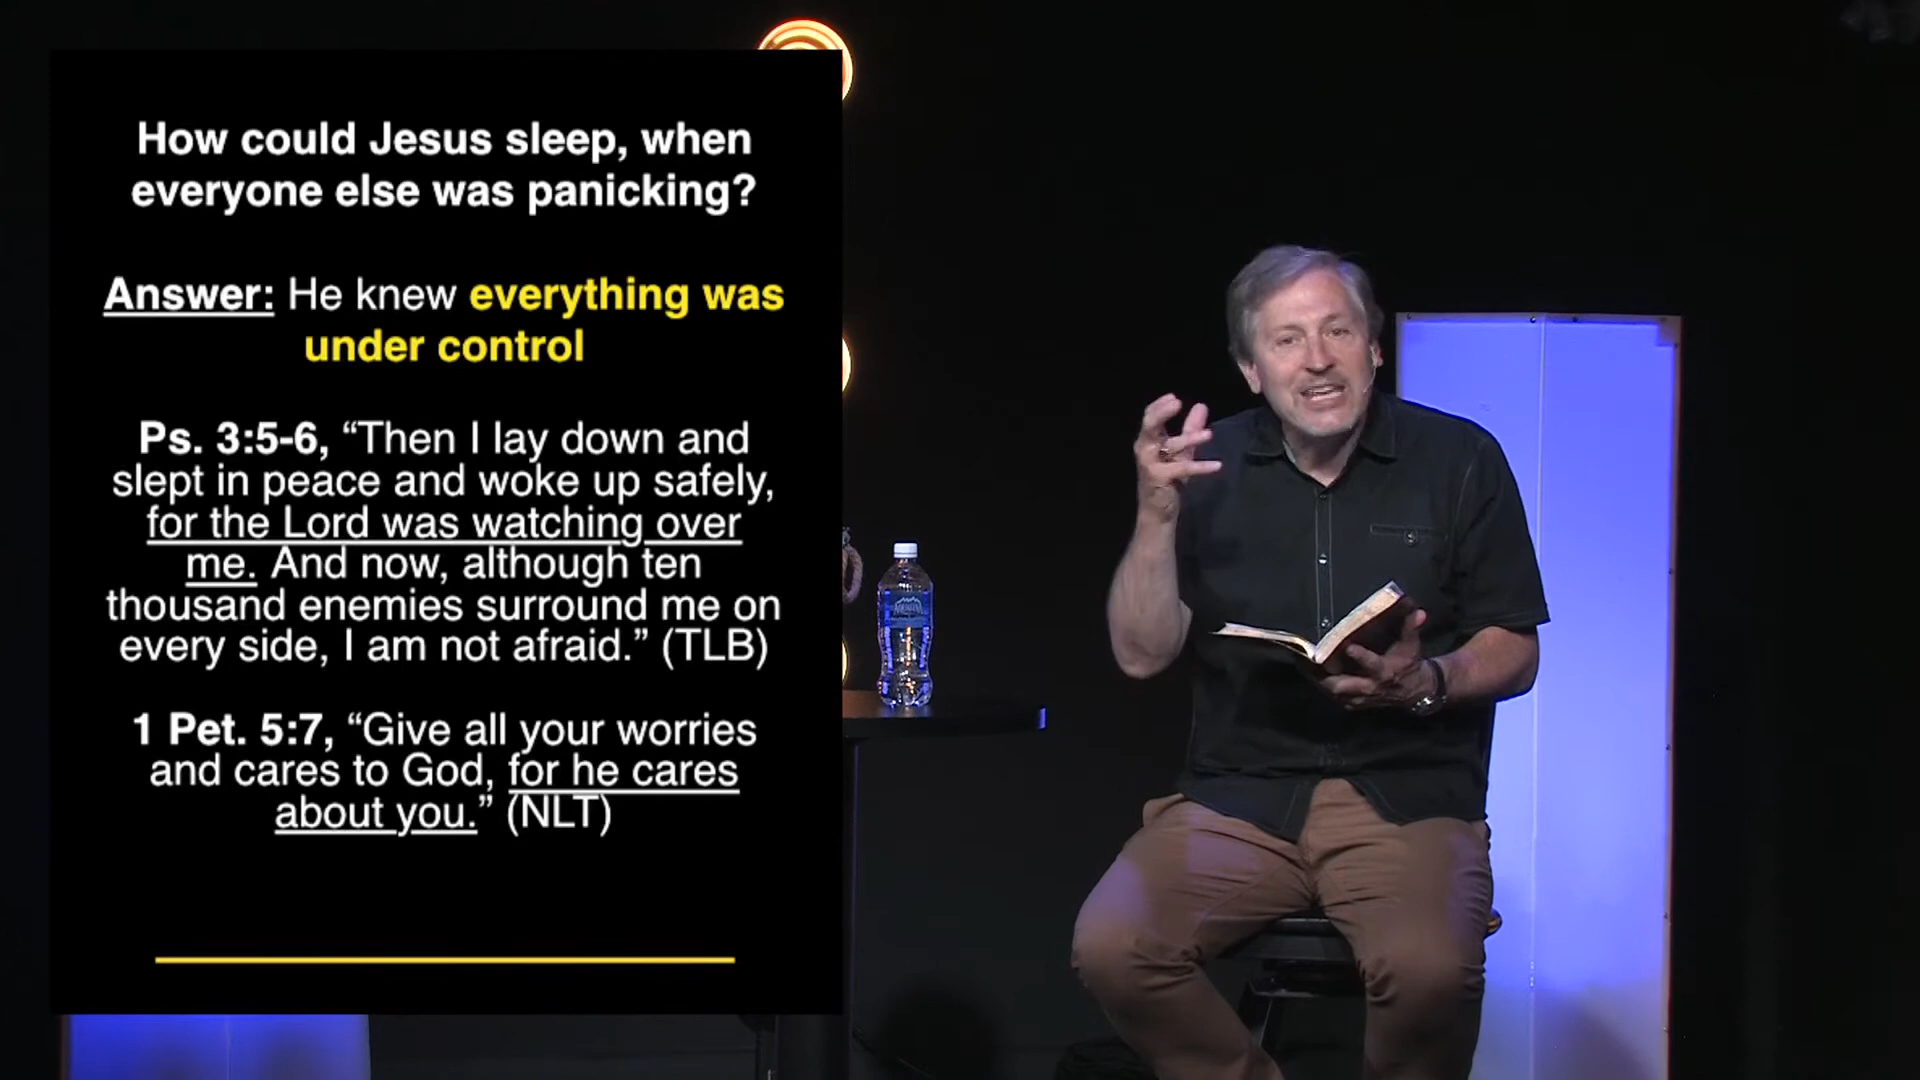 How could Jesus sleep, when
everyone else was panicking?
Answer: He knew everything was
under control
Ps. 3:5-6, “Then I lay down and
slept in peace and woke up safely,
for the Lord was watching over
me. And now, although ten
thousand enemies surround me on
every side, I am not afraid.” (TLB)
1 Pet. 5:7, “Give all your worries
and cares to God, for he cares
about you.” (NLT)